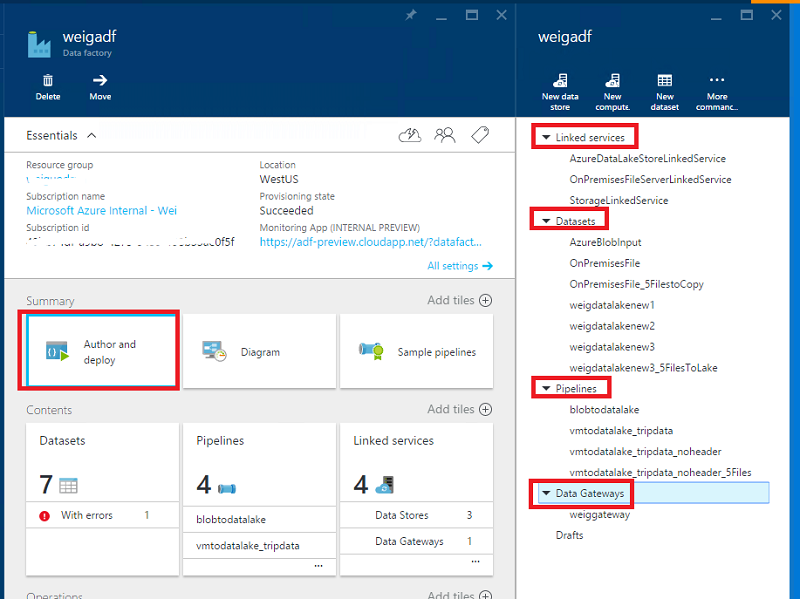 weigadf
Data factory
Delete
Move
Essentials
Resource group
Location
WestUS
Subscription name
Provisioning state
Microsoft Azure Internal - Wei
Succeeded
Subscription id
Monitoring App (INTERNAL PREVIEW)
https://adf-preview.cloudapp.net/?datafact...
All settings
Summary
Add tiles
Author and
deploy
Diagram
Sample pipelines
Contents
Add tiles
Datasets
Pipelines
Linked services
7
4
4
With errors 1
blobtodatalake
Data Stores 3
vmtodatalake_tripdata
Data Gateways 1
...
...
Operations
Add tiles
weigadf
New data
store
New
compute.
New
dataset
More
commanc...
Linked services
AzureDataLakeStoreLinkedService
OnPremisesFileServerLinkedService
StorageLinkedService
Datasets
AzureBlobInput
OnPremisesFile
OnPremisesFile_5FilestoCopy
weigdatalakenew1
weigdatalakenew2
weigdatalakenew3
weigdatalakenew3_5FilesToLake
Pipelines
blobtodatalake
vmtodatalake_tripdata
vmtodatalake_tripdata_noheader
vmtodatalake_tripdata_noheader_5Files
Data Gateways
weiggateway
Drafts